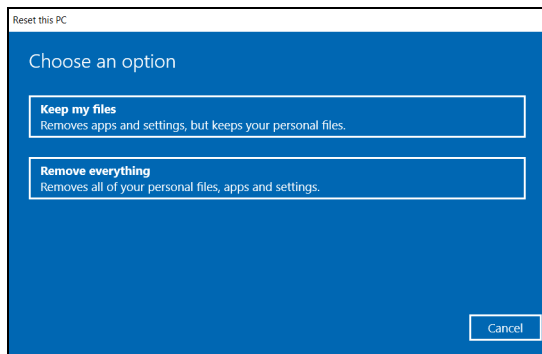 Reset this PC
Choose an option
Keep my files
Removes apps and settings, but keeps your personal files.
Remove everything
Removes all of your personal files, apps and settings.
Cancel